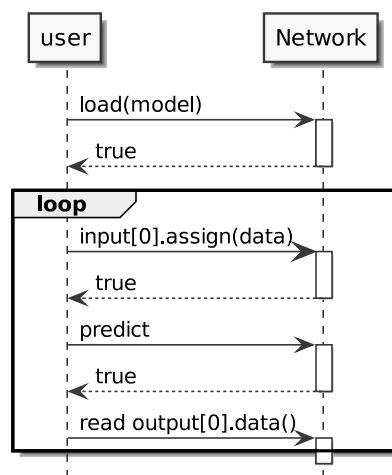 user Network
load(model)
true
loop
input[0].assign(data)
true
predict
true
read output[0].data()